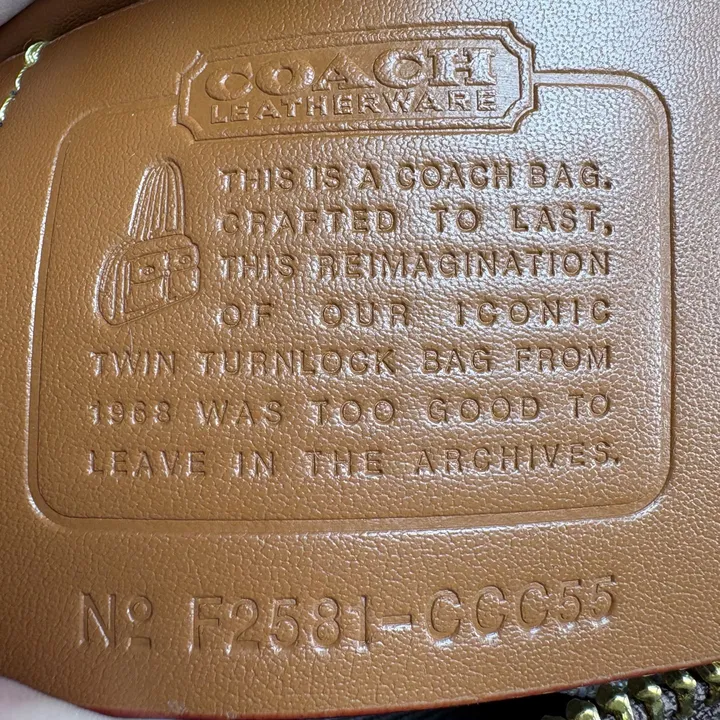 COACH
LEATHERWARE
THIS IS A COACH BAG.
CRAFTED TO LAST,
THIS REIMAGINATION
OF OUR ICONIC
TWIN TURNLOCK BAG FROM
1968 WAS TOO GOOD TO
LEAVE IN THE ARCHIVES.
Nº F2581-CCC55